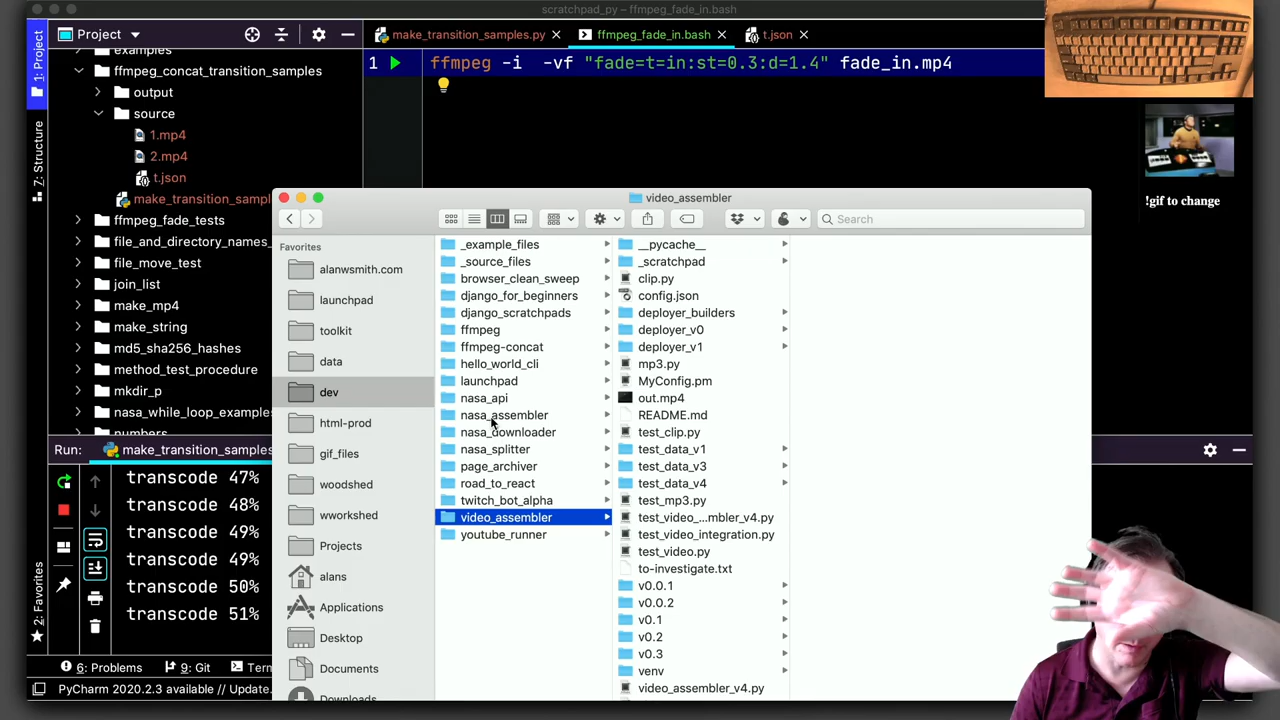 scratchpad_py – ffmpeg_fade_in.bash
Project
make_transition_samples.py
ffmpeg_fade_in.bash
t.json
1: Project
7: Structure
2: Favorites
examples
ffmpeg_concat_transition_samples
output
source
1.mp4
2.mp4
t.json
make_transition_sampl
ffmpeg_fade_tests
file_and_directory_names_
file_move_test
join_list
make_mp4
make_string
md5_sha256_hashes
method_test_procedure
mkdir_p
nasa_while_loop_example
numbers
1 ffmpeg -i  -vf "fade=t=in:st=0.3:d=1.4" fade_in.mp4
!gif to change
video_assembler
Search
Favorites
alanwsmith.com
launchpad
toolkit
data
dev
html-prod
gif_files
woodshed
wworkshed
Projects
alans
Applications
Desktop
Documents
Downloads
_example_files
_source_files
browser_clean_sweep
django_for_beginners
django_scratchpads
ffmpeg
ffmpeg-concat
hello_world_cli
launchpad
nasa_api
nasa_assembler
nasa_downloader
nasa_splitter
page_archiver
road_to_react
twitch_bot_alpha
video_assembler
youtube_runner
__pycache__
_scratchpad
clip.py
config.json
deployer_builders
deployer_v0
deployer_v1
mp3.py
MyConfig.pm
out.mp4
README.md
test_clip.py
test_data_v1
test_data_v3
test_data_v4
test_mp3.py
test_video_...mbler_v4.py
test_video_integration.py
test_video.py
to-investigate.txt
v0.0.1
v0.0.2
v0.1
v0.2
v0.3
venv
video_assembler_v4.py
Run:
make_transition_samples
transcode 47%
transcode 48%
transcode 49%
transcode 49%
transcode 50%
transcode 51%
6: Problems
9: Git
Term
PyCharm 2020.2.3 available // Update.